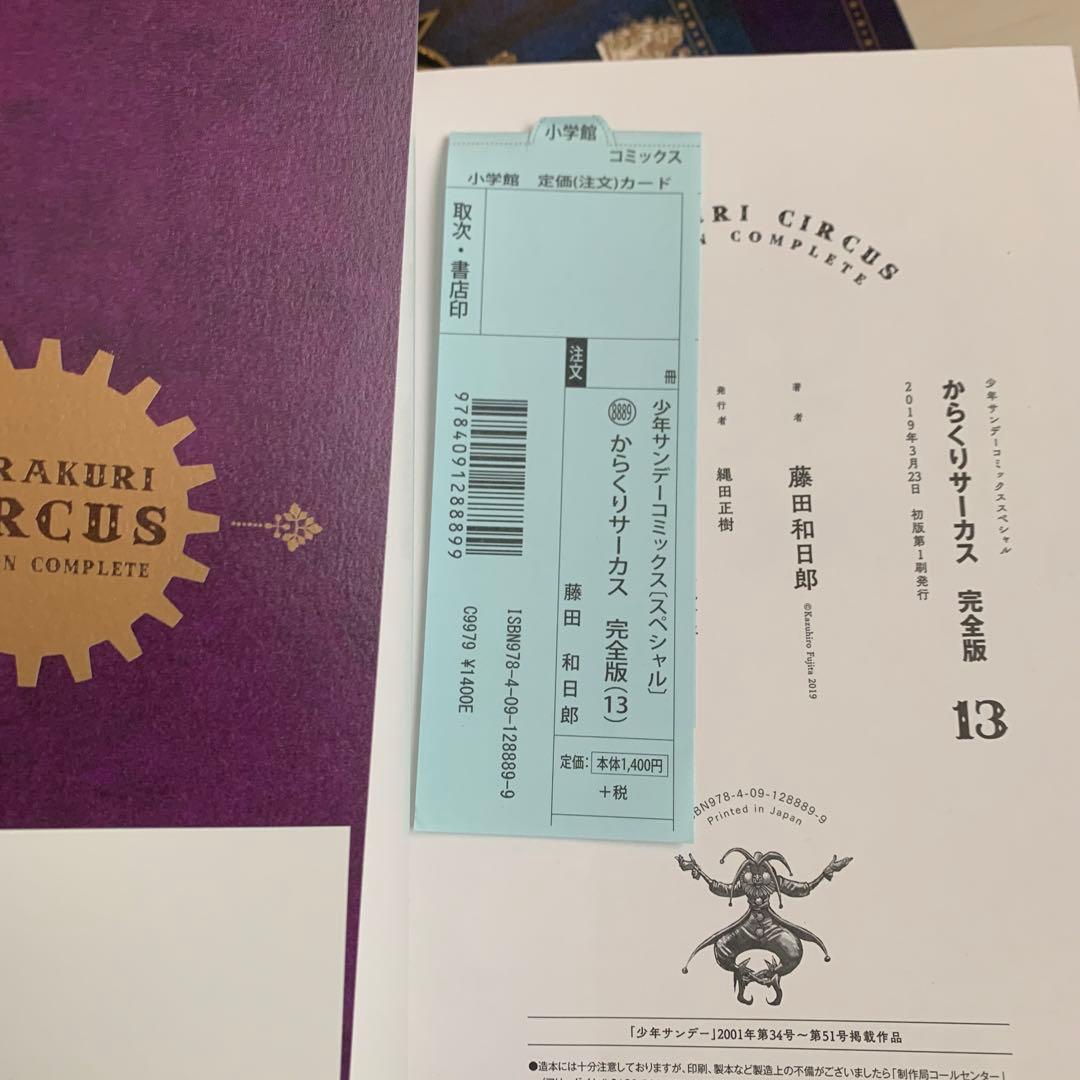 RAKURI
RCUS
N COMPLETE
小学館
コミックス
小学館 定価(注文)カード
取次・書店印
注文
冊
少年サンデーコミックス〔スペシャル〕
8889 からくりサーカス 完全版(13)
藤田 和日郎
定価: 本体1,400円
+税
9784091288899
ISBN978-4-09-128889-9
C9979 ¥1400E
RI CIRCUS
N COMPLETE
少年サンデーコミックススペシャル
からくりサーカス 完全版 13
2019年3月23日 初版第1刷発行
著者 藤田和日郎
©Kazuhiro Fujita 2019
発行者 縄田正樹
BN978-4-09-128889-9
Printed in Japan
「少年サンデー」2001年第34号〜第51号掲載作品
●造本には十分注意しておりますが、印刷、製本など製造上の不備がございましたら「制作局コールセンター」